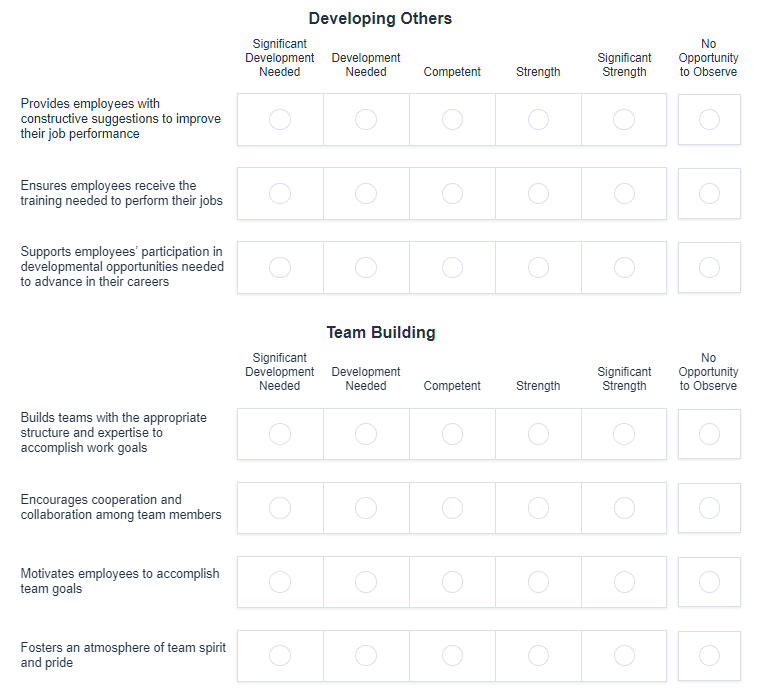 Developing Others
Significant
Development
Needed
Development
Needed
Competent
Strength
Significant
Strength
No
Opportunity
to Observe
Provides employees with
constructive suggestions to improve
their job performance
Ensures employees receive the
training needed to perform their jobs
Supports employees’ participation in
developmental opportunities needed
to advance in their careers
Team Building
Significant
Development
Needed
Development
Needed
Competent
Strength
Significant
Strength
No
Opportunity
to Observe
Builds teams with the appropriate
structure and expertise to
accomplish work goals
Encourages cooperation and
collaboration among team members
Motivates employees to accomplish
team goals
Fosters an atmosphere of team spirit
and pride